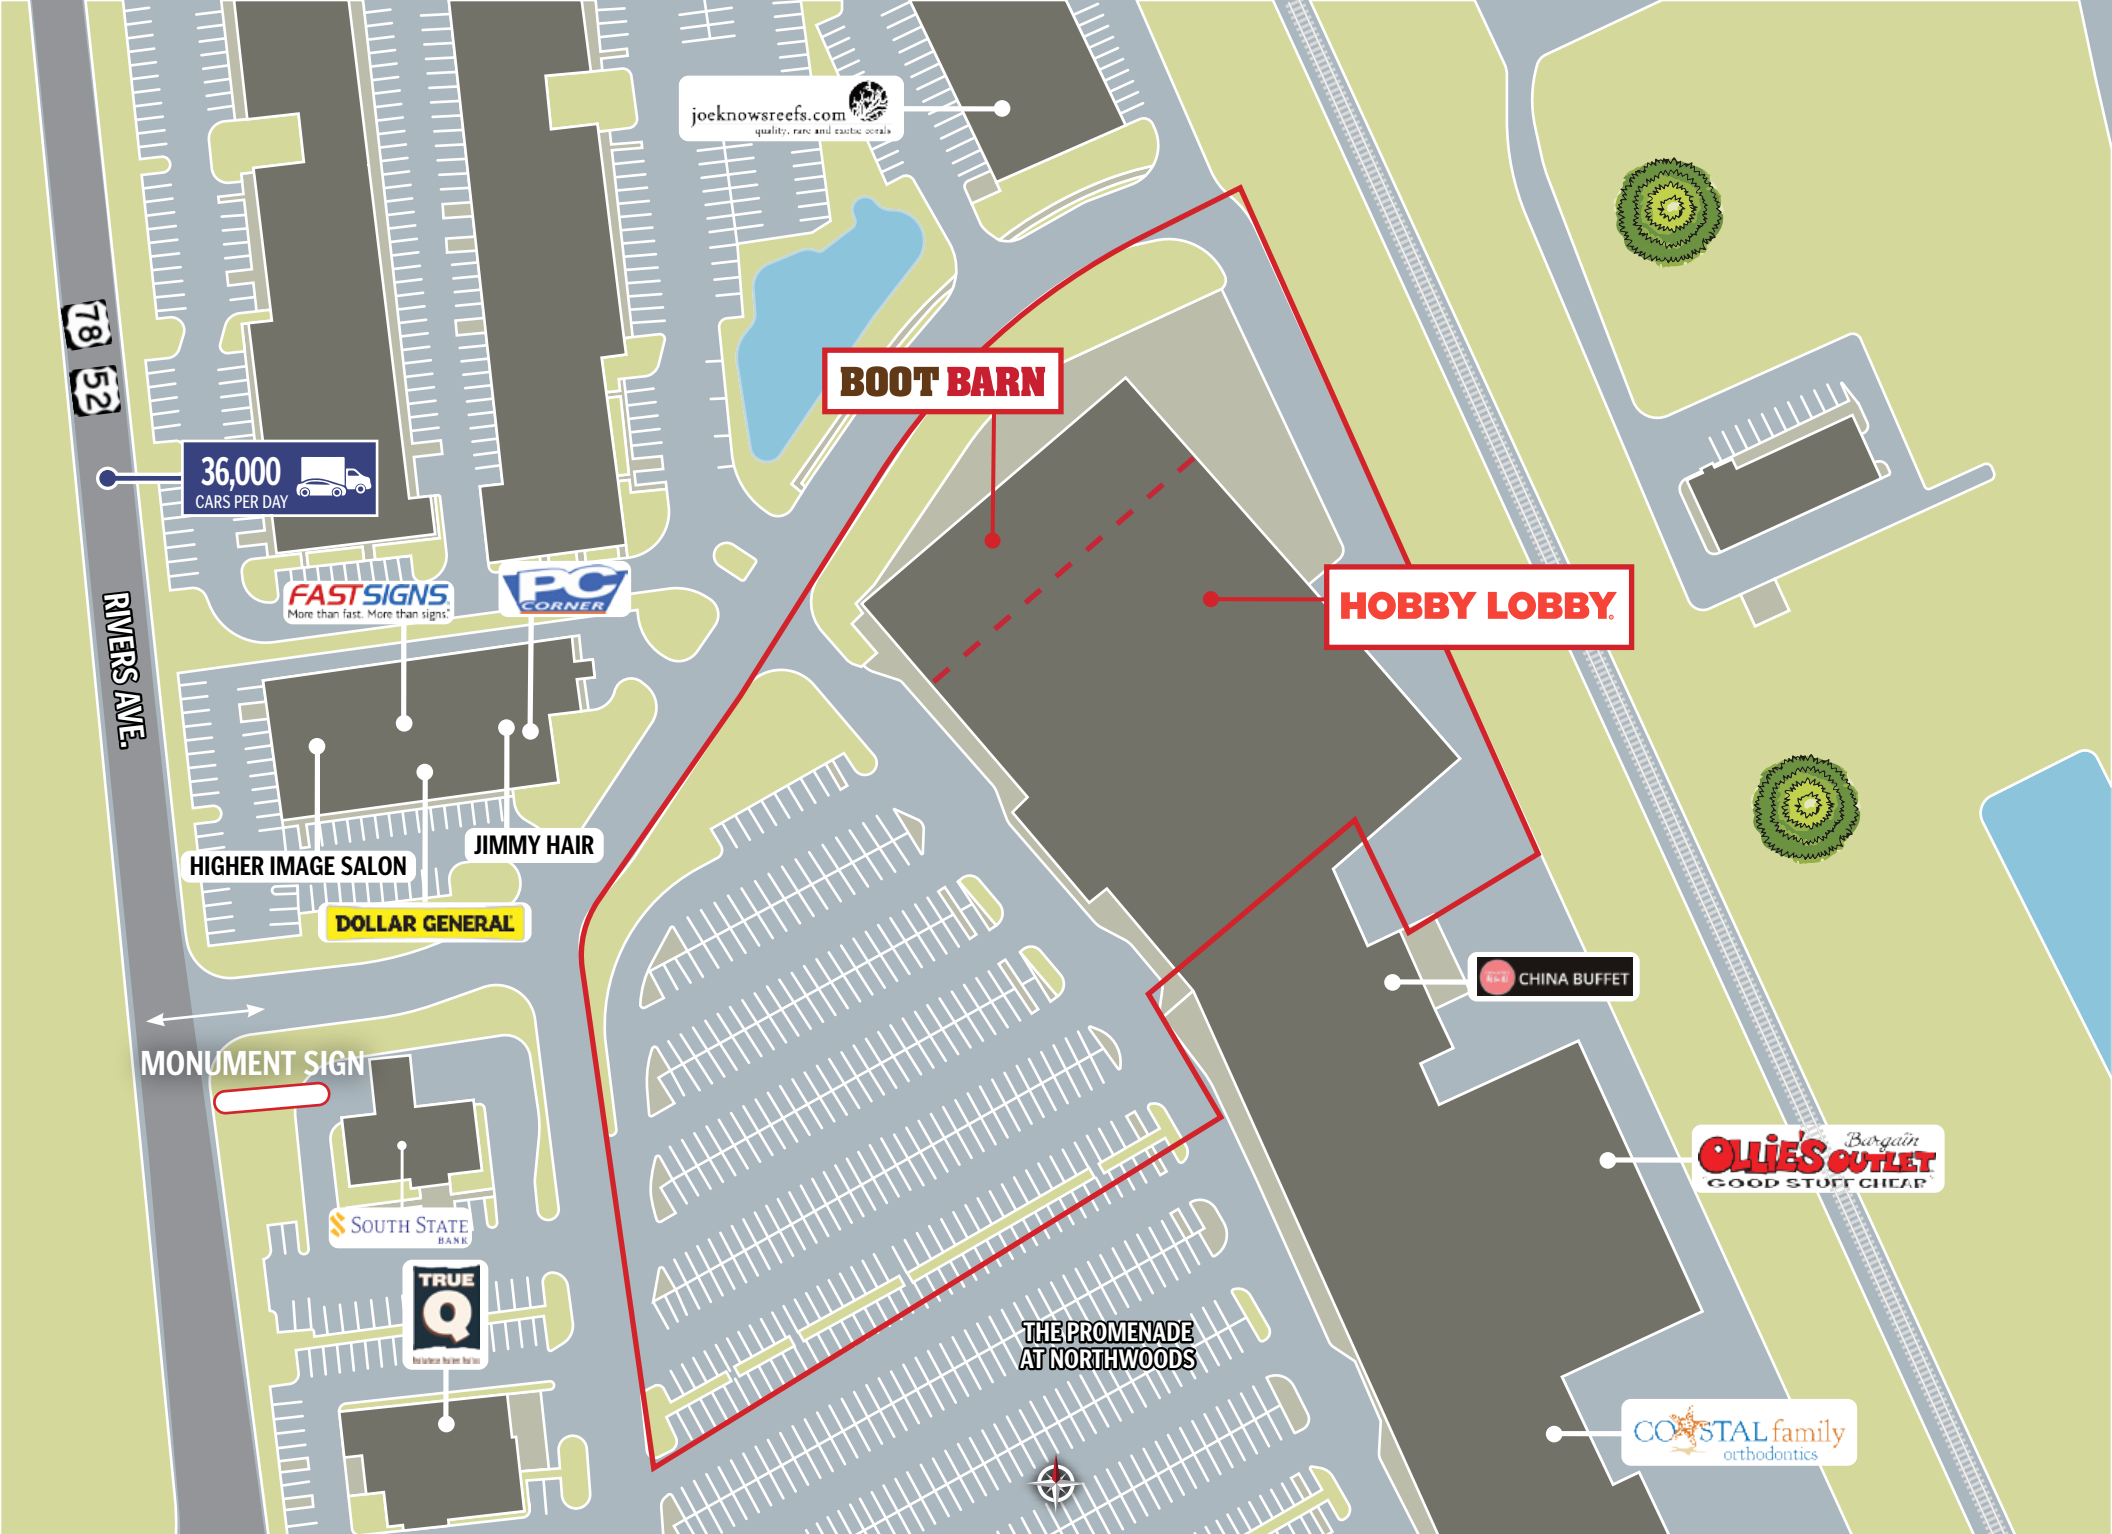 joeknowsreefs.com
quality, rare and exotic corals
78
52
BOOT BARN
36,000
CARS PER DAY
FASTSIGNS
More than fast. More than signs.
PC
CORNER
HOBBY LOBBY
RIVERS AVE.
JIMMY HAIR
HIGHER IMAGE SALON
DOLLAR GENERAL
CHINA BUFFET
MONUMENT SIGN
OLLIE'S Bargain
OUTLET
GOOD STUFF CHEAP
SOUTH STATE
BANK
TRUE
Q
THE PROMENADE
AT NORTHWOODS
COASTAL family
orthodontics